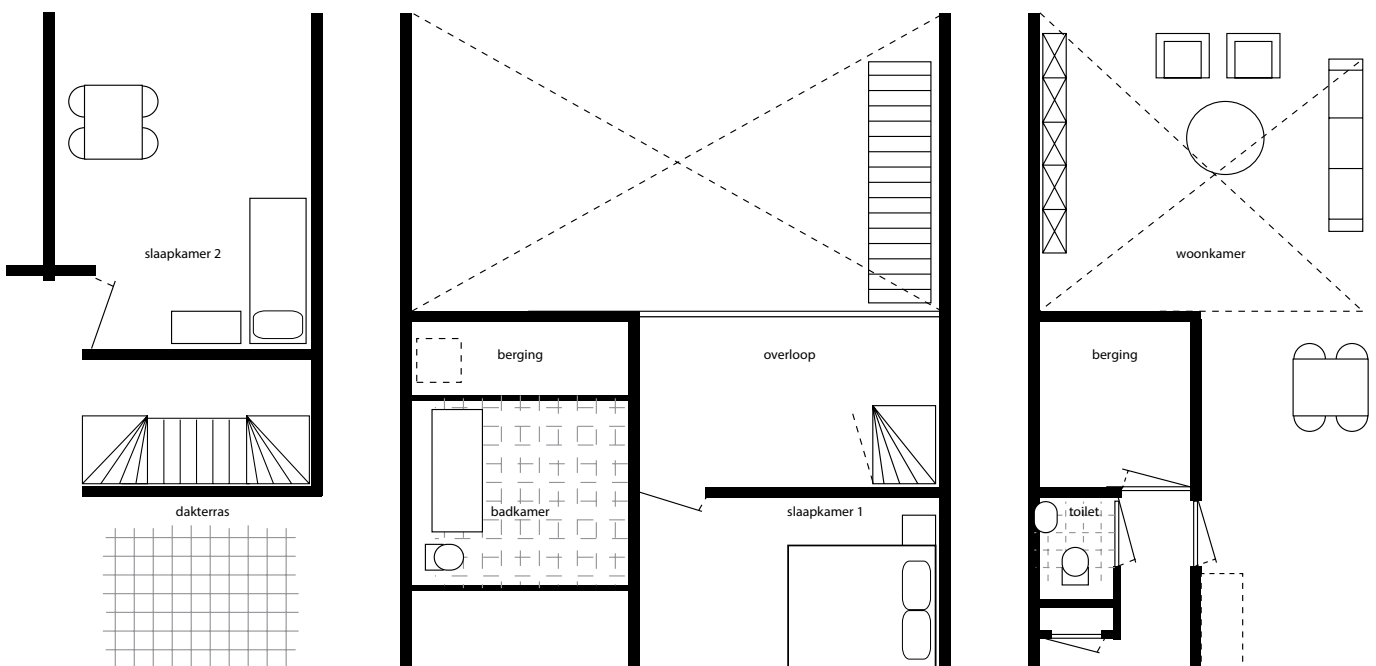 slaapkamer 2
dakterras
berging
overloop
badkamer
slaapkamer 1
woonkamer
berging
toilet